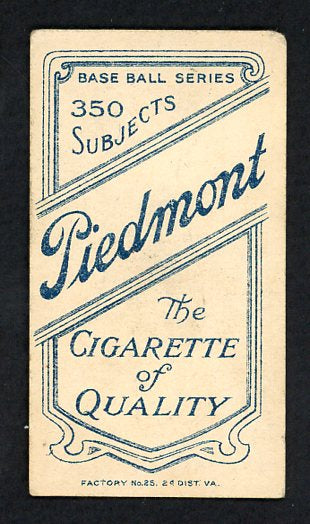 BASE BALL SERIES
350
SUBJECTS
Piedmont
The
CIGARETTE
of
QUALITY
FACTORY No. 25. 2d DIST. VA.